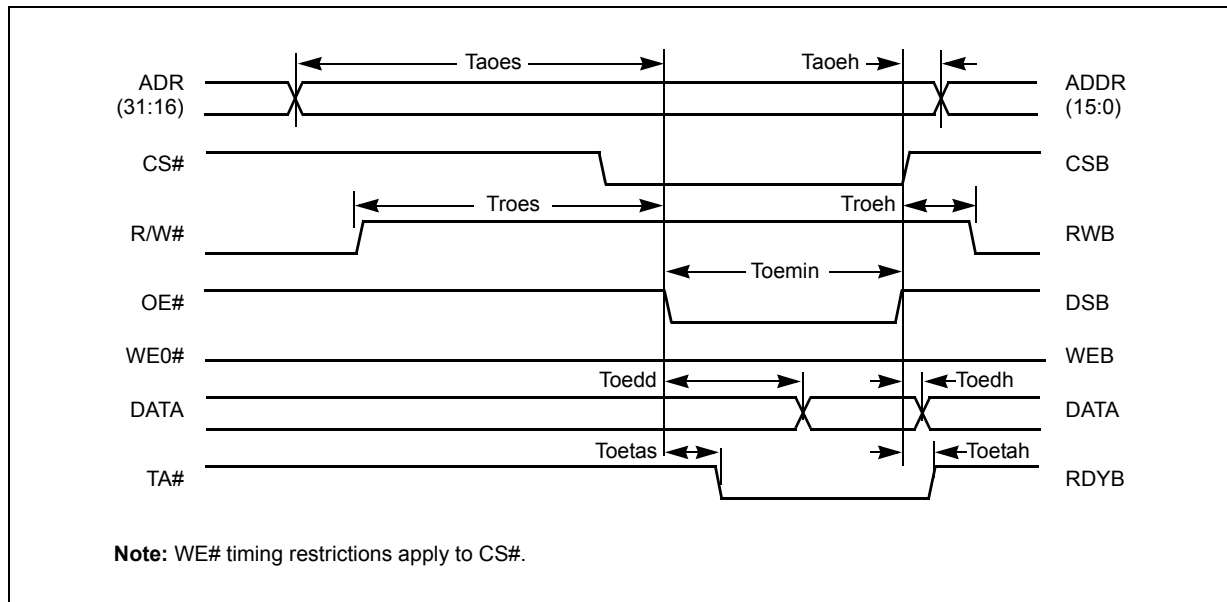 Taoes
Taoeh
ADR
(31:16)
ADDR
(15:0)
CS#
CSB
Troes
Troeh
R/W#
RWB
Toemin
OE#
DSB
WE0#
WEB
Toedd
Toedh
DATA
DATA
Toetas
Toetah
TA#
RDYB
Note: WE# timing restrictions apply to CS#.